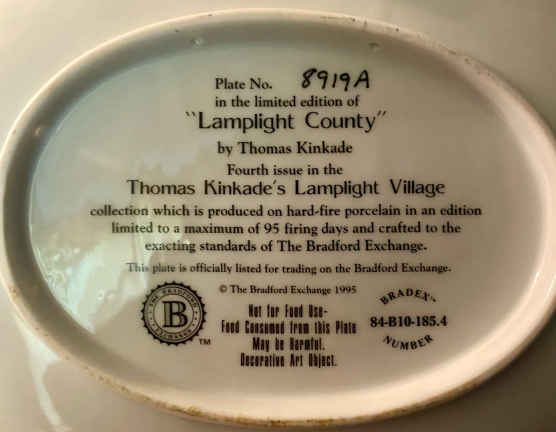 Plate No. 8919A
in the limited edition of
"Lamplight County"
by Thomas Kinkade
Fourth issue in the
Thomas Kinkade's Lamplight Village
collection which is produced on hard-fire porcelain in an edition
limited to a maximum of 95 firing days and crafted to the
exacting standards of The Bradford Exchange.
This plate is officially listed for trading on the Bradford Exchange.
© The Bradford Exchange 1995
THE BRADFORD EXCHANGE
B
TM
Not for Food Use-
Food Consumed from this Plate
May be Harmful.
Decorative Art Object.
BRADEX™
84-B10-185.4
NUMBER